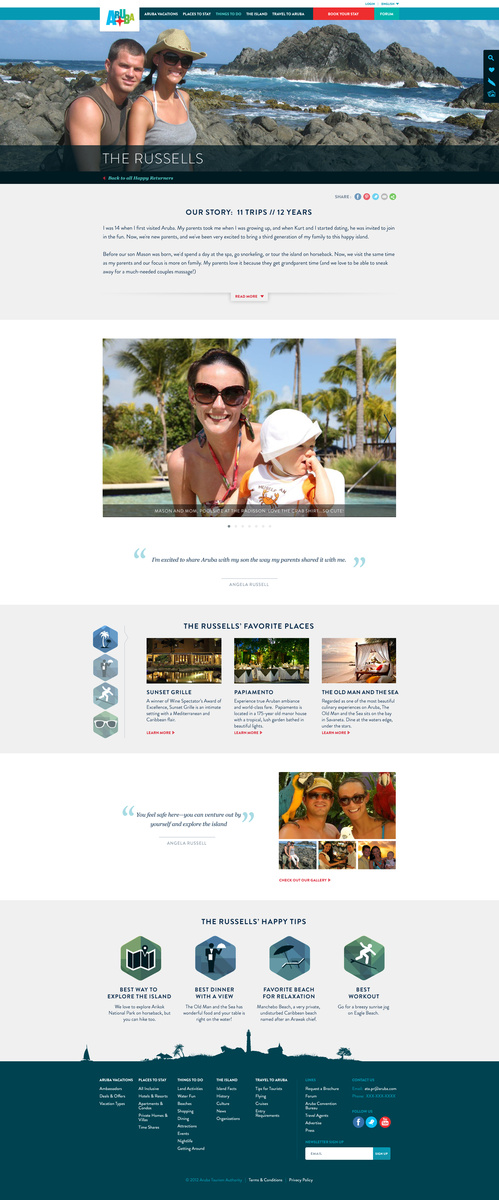 LOGIN ENGLISH
ARUBA
ARUBA VACATIONS PLACES TO STAY THINGS TO DO THE ISLAND TRAVEL TO ARUBA BOOK YOUR STAY FORUM
THE RUSSELLS
Back to all Happy Returners
SHARE:
OUR STORY: 11 TRIPS // 12 YEARS
I was 14 when I first visited Aruba. My parents took me when I was growing up, and when Kurt and I started dating, he was invited to join
in the fun. Now, we're new parents, and we've been very excited to bring a third generation of my family to this happy island.
Before our son Mason was born, we'd spend a day at the spa, go snorkeling, or tour the island on horseback. Now, we visit the same time
as my parents and our focus is more on family. My parents love it because they get grandparent time (and we love to be able to sneak
away for a much-needed couples massage!)
READ MORE
MASON AND MOM, POOLSIDE AT THE RADISSON. LOVE THE CRAB SHIRT...SO CUTE!
“ I'm excited to share Aruba with my son the way my parents shared it with me. ”
ANGELA RUSSELL
THE RUSSELLS' FAVORITE PLACES
SUNSET GRILLE
A winner of Wine Spectator's Award of
Excellence, Sunset Grille is an intimate
setting with a Mediterranean and
Caribbean flair.
LEARN MORE
PAPIAMENTO
Experience true Aruban ambiance
and world-class fare. Papiamento is
located in a 175-year old manor house
with a tropical, lush garden bathed in
beautiful lights.
LEARN MORE
THE OLD MAN AND THE SEA
Regarded as one of the most beautiful
culinary experiences on Aruba, The
Old Man and the Sea sits on the bay
in Savaneta. Dine at the waters edge,
under the stars.
LEARN MORE
“ You feel safe here—you can venture out by ”
yourself and explore the island
ANGELA RUSSELL
CHECK OUT OUR GALLERY
THE RUSSELLS' HAPPY TIPS
BEST WAY TO
EXPLORE THE ISLAND
We love to explore Arikok
National Park on horseback, but
you can hike too.
BEST DINNER
WITH A VIEW
The Old Man and the Sea has
wonderful food and your table is
right on the water!
FAVORITE BEACH
FOR RELAXATION
Manchebo Beach, a very private,
undisturbed Caribbean beach
named after an Arawak chief.
BEST
WORKOUT
Go for a breezy sunrise jog
on Eagle Beach.
ARUBA VACATIONS
Ambassadors
Deals & Offers
Vacation Types
PLACES TO STAY
All Inclusive
Hotels & Resorts
Apartments &
Condos
Private Homes &
Villas
Time Shares
THINGS TO DO
Land Activities
Water Fun
Beaches
Shopping
Dining
Attractions
Events
Nightlife
Getting Around
THE ISLAND
Island Facts
History
Culture
News
Organisations
TRAVEL TO ARUBA
Tips for Tourists
Flying
Cruises
Entry
Requirements
LINKS
Request a Brochure
Forum
Aruba Convention
Bureau
Travel Agents
Advertise
Press
CONTACT US
Email:
Phone: XXX-XXX-XXXX
FOLLOW US
NEWSLETTER SIGN UP
EMAIL SIGN UP
Aruba Tourism Authority | Terms & Conditions | Privacy Policy